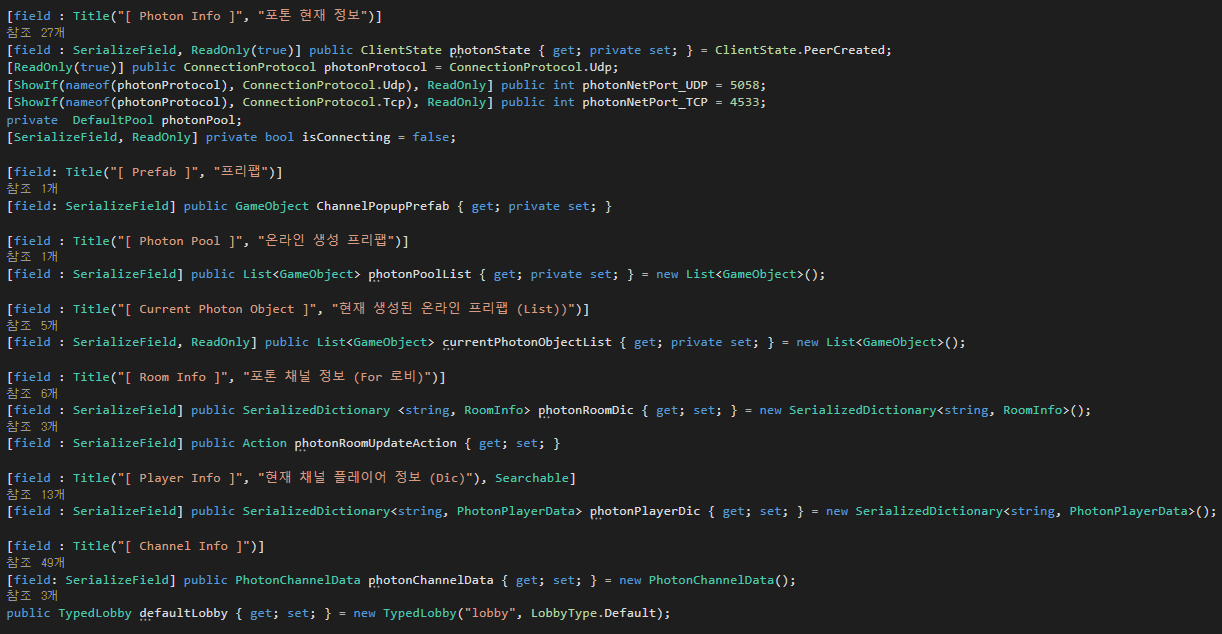 [field : Title("[ Photon Info ]", "포톤 현재 정보")]
참조 27개
[field : SerializeField, ReadOnly(true)] public ClientState photonState { get; private set; } = ClientState.PeerCreated;
[ReadOnly(true)] public ConnectionProtocol photonProtocol = ConnectionProtocol.Udp;
[ShowIf(nameof(photonProtocol), ConnectionProtocol.Udp), ReadOnly] public int photonNetPort_UDP = 5058;
[ShowIf(nameof(photonProtocol), ConnectionProtocol.Tcp), ReadOnly] public int photonNetPort_TCP = 4533;
private  DefaultPool photonPool;
[SerializeField, ReadOnly] private bool isConnecting = false;
[field: Title("[ Prefab ]", "프리팹")]
참조 1개
[field: SerializeField] public GameObject ChannelPopupPrefab { get; private set; }
[field : Title("[ Photon Pool ]", "온라인 생성 프리팹")]
참조 1개
[field : SerializeField] public List<GameObject> photonPoolList { get; private set; } = new List<GameObject>();
[field : Title("[ Current Photon Object ]", "현재 생성된 온라인 프리팹 (List))")]
참조 5개
[field : SerializeField, ReadOnly] public List<GameObject> currentPhotonObjectList { get; private set; } = new List<GameObject>();
[field : Title("[ Room Info ]", "포톤 채널 정보 (For 로비)")]
참조 6개
[field : SerializeField] public SerializedDictionary <string, RoomInfo> photonRoomDic { get; set; } = new SerializedDictionary<string, RoomInfo>();
참조 3개
[field : SerializeField] public Action photonRoomUpdateAction { get; set; }
[field : Title("[ Player Info ]", "현재 채널 플레이어 정보 (Dic)"), Searchable]
참조 13개
[field : SerializeField] public SerializedDictionary<string, PhotonPlayerData> photonPlayerDic { get; set; } = new SerializedDictionary<string, PhotonPlayerData>();
[field : Title("[ Channel Info ]")]
참조 49개
[field: SerializeField] public PhotonChannelData photonChannelData { get; set; } = new PhotonChannelData();
참조 3개
public TypedLobby defaultLobby { get; set; } = new TypedLobby("lobby", LobbyType.Default);